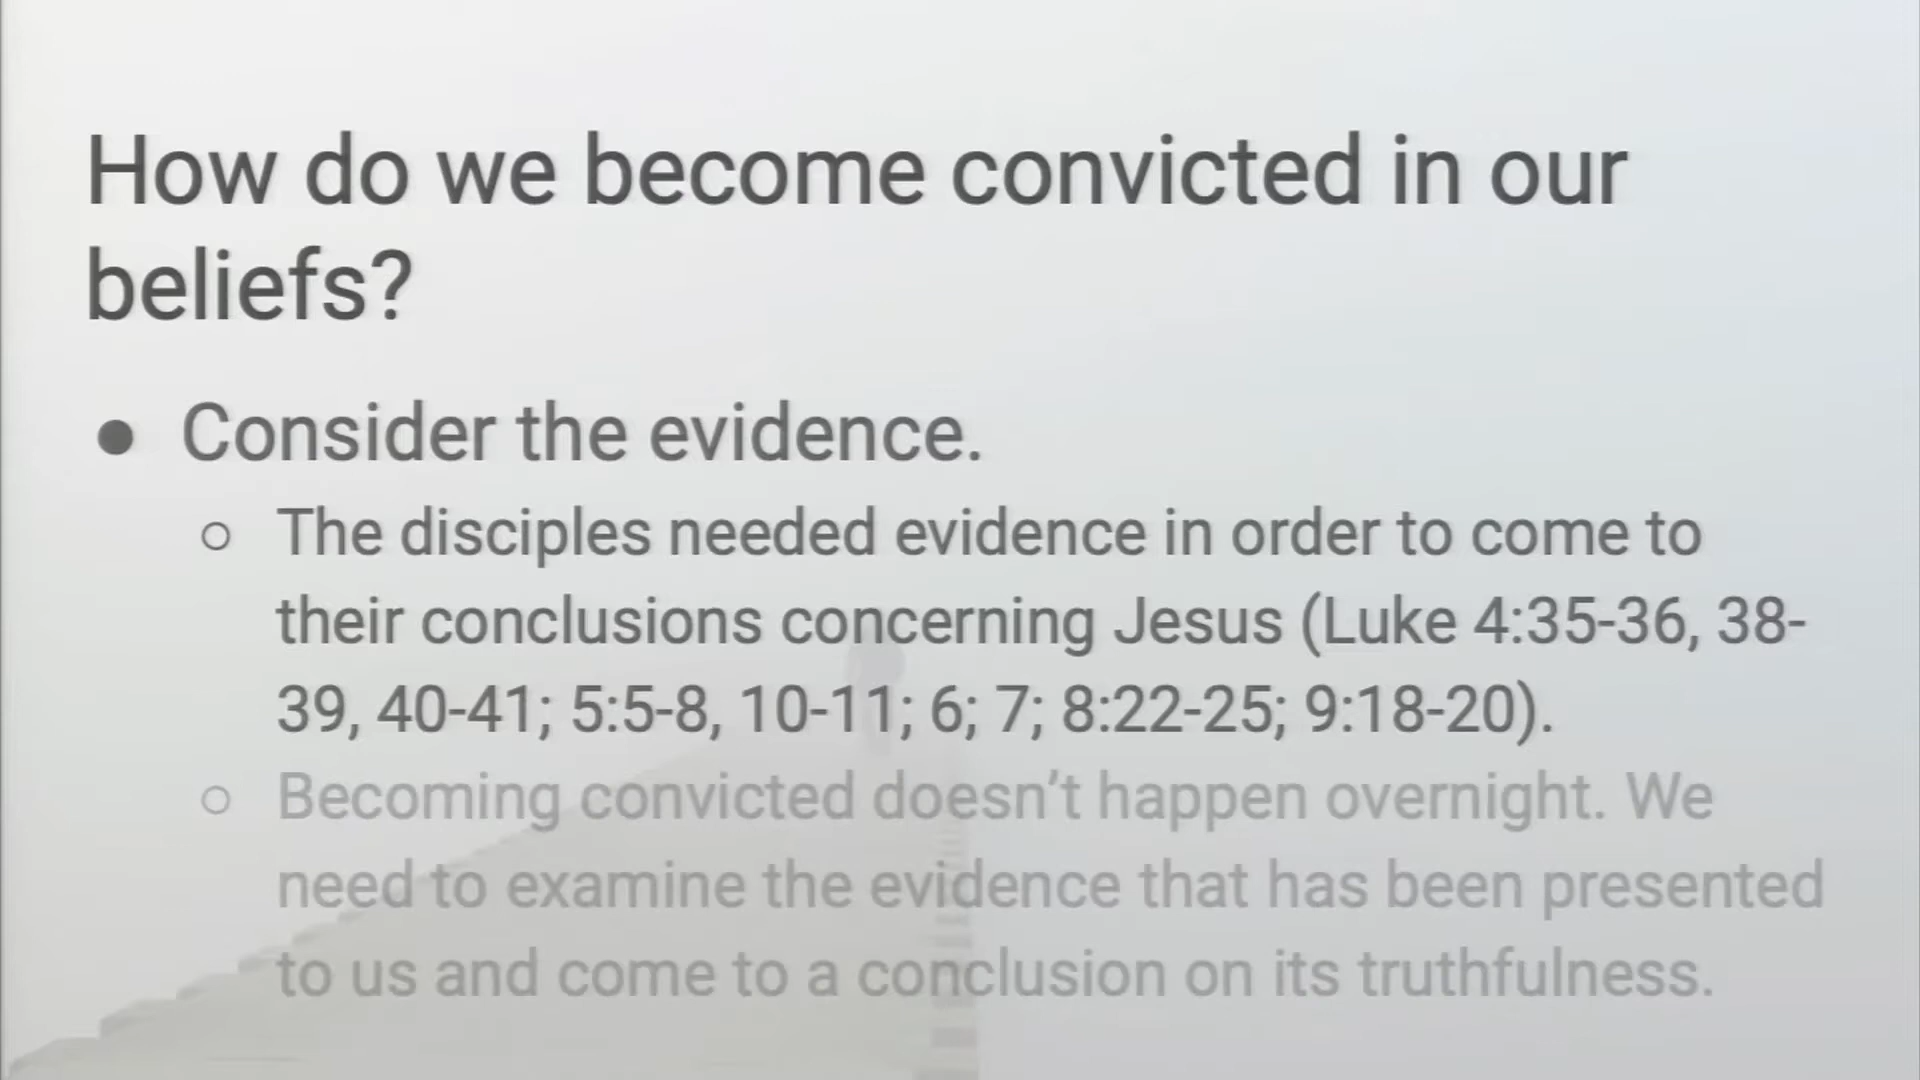 How do we become convicted in our
beliefs?
● Consider the evidence.
○ The disciples needed evidence in order to come to
their conclusions concerning Jesus (Luke 4:35-36, 38-
39, 40-41; 5:5-8, 10-11; 6; 7; 8:22-25; 9:18-20).
○ Becoming convicted doesn’t happen overnight. We
need to examine the evidence that has been presented
to us and come to a conclusion on its truthfulness.